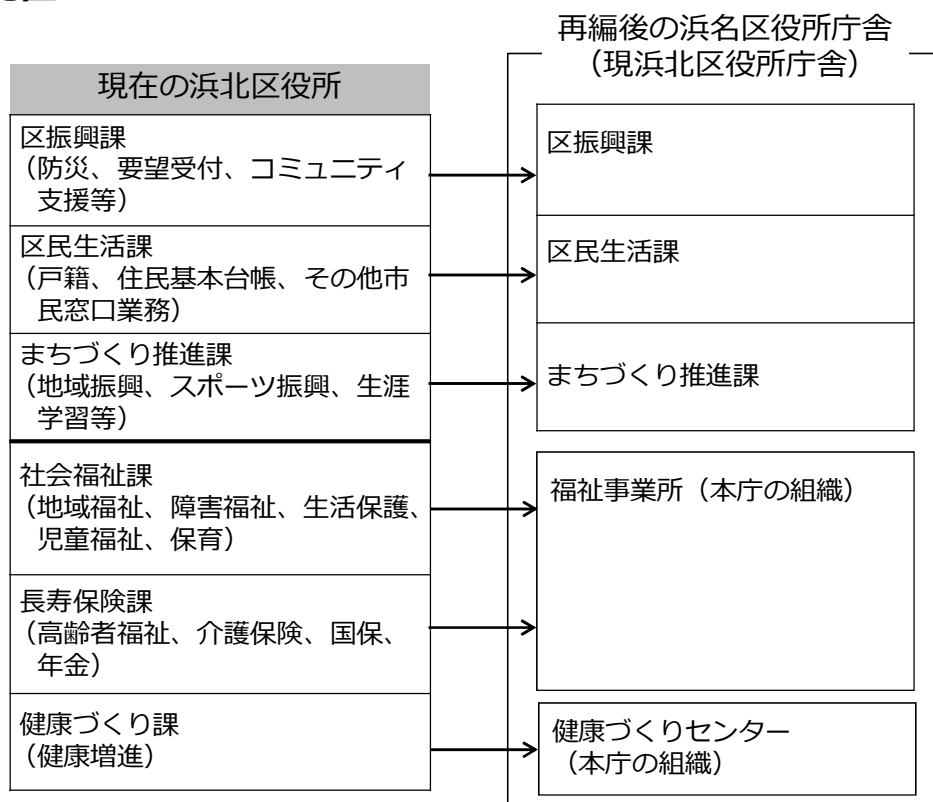 再編後の浜名区役所庁舎
（現浜北区役所庁舎）
現在の浜北区役所
区振興課
（防災、要望受付、コミュニティ
支援等）
区民生活課
（戸籍、住民基本台帳、その他市
民窓口業務）
まちづくり推進課
（地域振興、スポーツ振興、生涯
学習等）
社会福祉課
（地域福祉、障害福祉、生活保護、
児童福祉、保育）
長寿保険課
（高齢者福祉、介護保険、国保、
年金）
健康づくり課
（健康増進）
区振興課
区民生活課
まちづくり推進課
福祉事業所（本庁の組織）
健康づくりセンター
（本庁の組織）